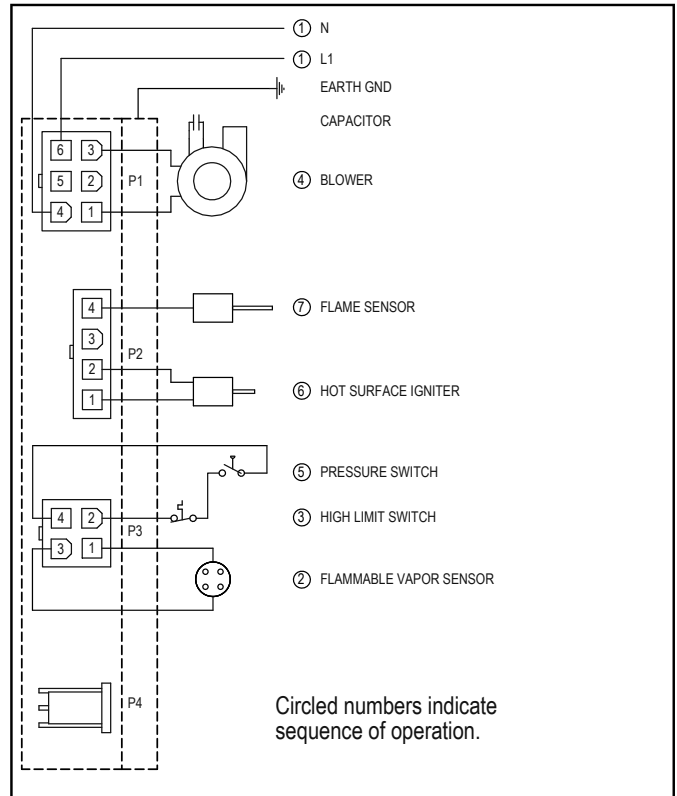 ① N
① L1
EARTH GND
CAPACITOR
6 3
5 2 P1 ④ BLOWER
4 1
4 ⑦ FLAME SENSOR
3
P2
2
⑥ HOT SURFACE IGNITER
1
⑤ PRESSURE SWITCH
4 2 ③ HIGH LIMIT SWITCH
P3
3 1
② FLAMMABLE VAPOR SENSOR
P4
Circled numbers indicate
sequence of operation.